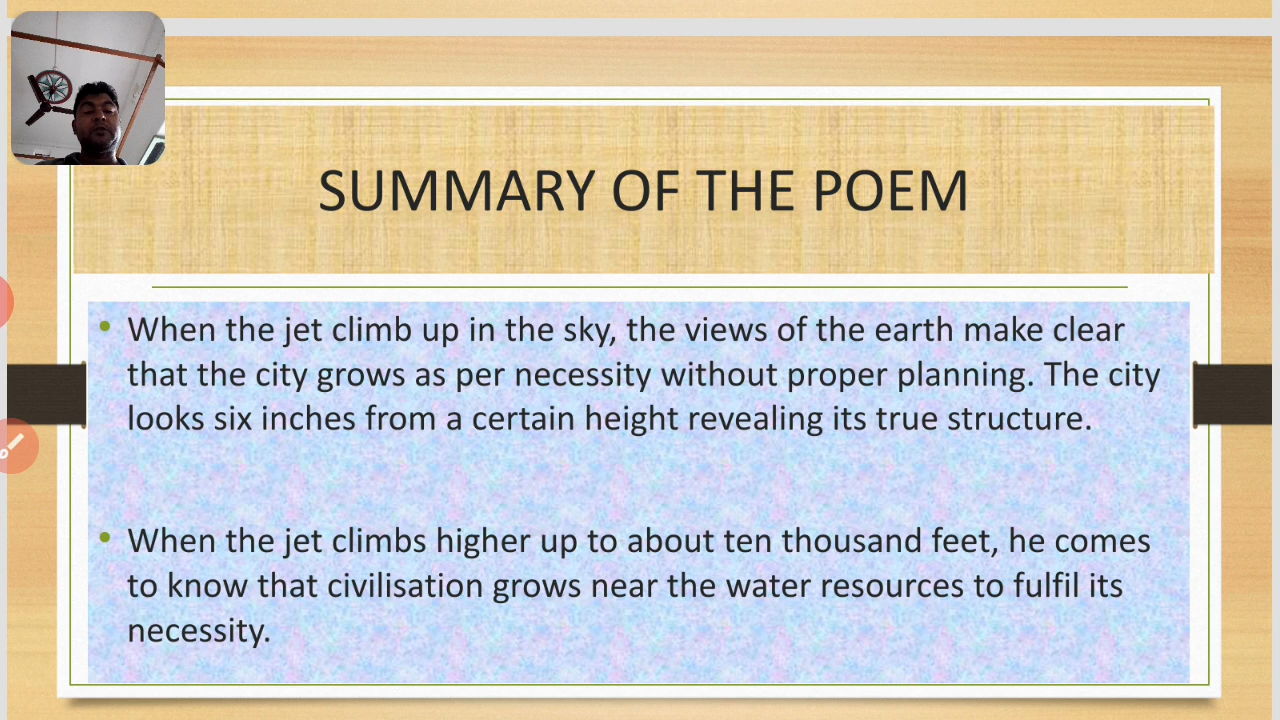 SUMMARY OF THE POEM
When the jet climb up in the sky, the views of the earth make clear
that the city grows as per necessity without proper planning. The city
looks six inches from a certain height revealing its true structure.
When the jet climbs higher up to about ten thousand feet, he comes
to know that civilisation grows near the water resources to fulfil its
necessity.